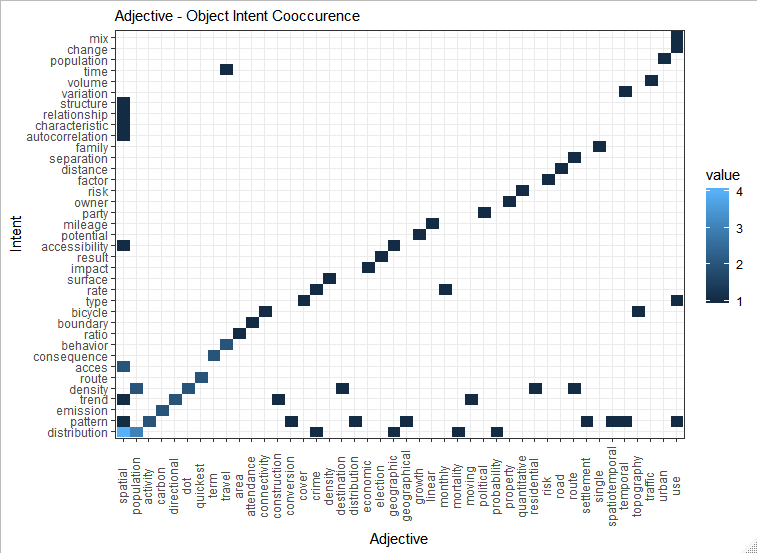 Adjective - Object Intent Cooccurence
mix
change
population
time
volume
variation
structure
relationship
characteristic
autocorrelation
family
separation
distance
factor
risk
owner
party
mileage
potential
accessibility
result
impact
surface
rate
type
bicycle
boundary
ratio
behavior
consequence
acces
route
density
trend
emission
pattern
distribution
Intent
spatial
population
activity
carbon
directional
dot
quickest
term
travel
area
attendance
connectivity
construction
conversion
cover
crime
density
destination
distribution
economic
election
geographic
geographical
growth
linear
monthly
mortality
moving
political
probability
property
quantitative
residential
risk
road
route
settlement
single
spatiotemporal
temporal
topography
traffic
urban
use
Adjective
value
4
3
2
1